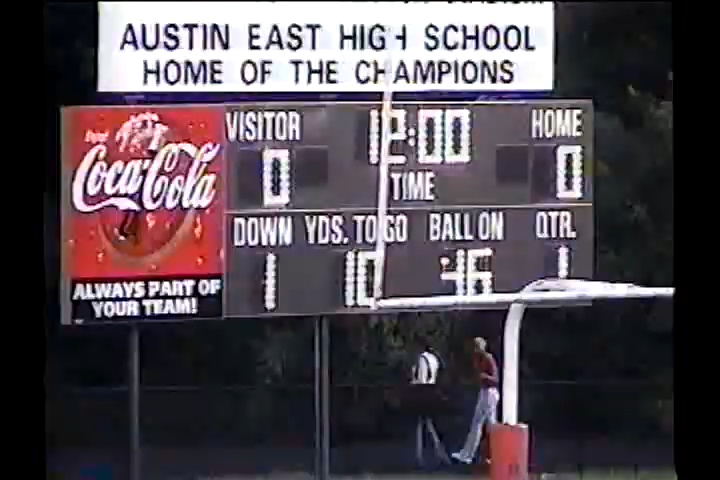 AUSTIN EAST HIGH SCHOOL
HOME OF THE CHAMPIONS
VISITOR 12:00 HOME
0 TIME 0
Coca-Cola
DOWN YDS. TO GO BALL ON QTR.
1 10 46 1
ALWAYS PART OF
YOUR TEAM!